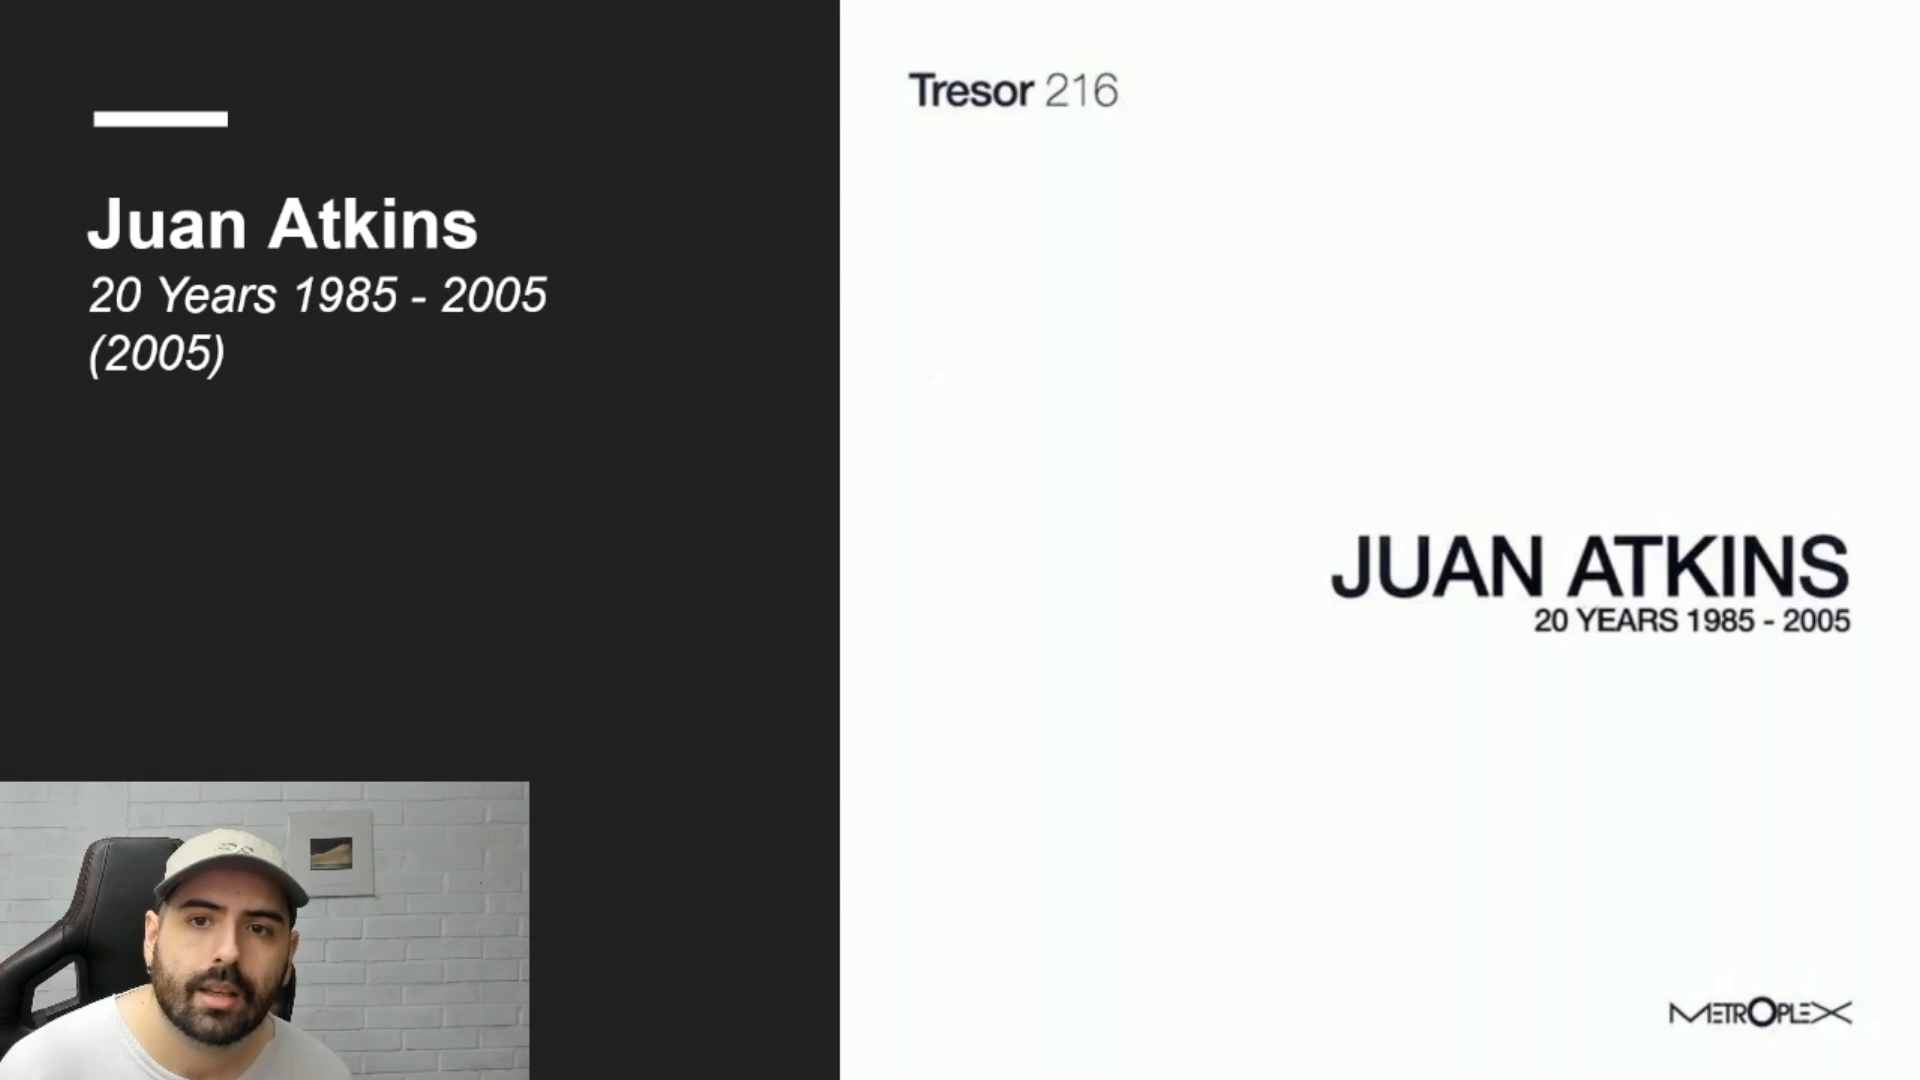 Juan Atkins
20 Years 1985 - 2005
(2005)
Tresor 216
JUAN ATKINS
20 YEARS 1985 - 2005
METROPLEX